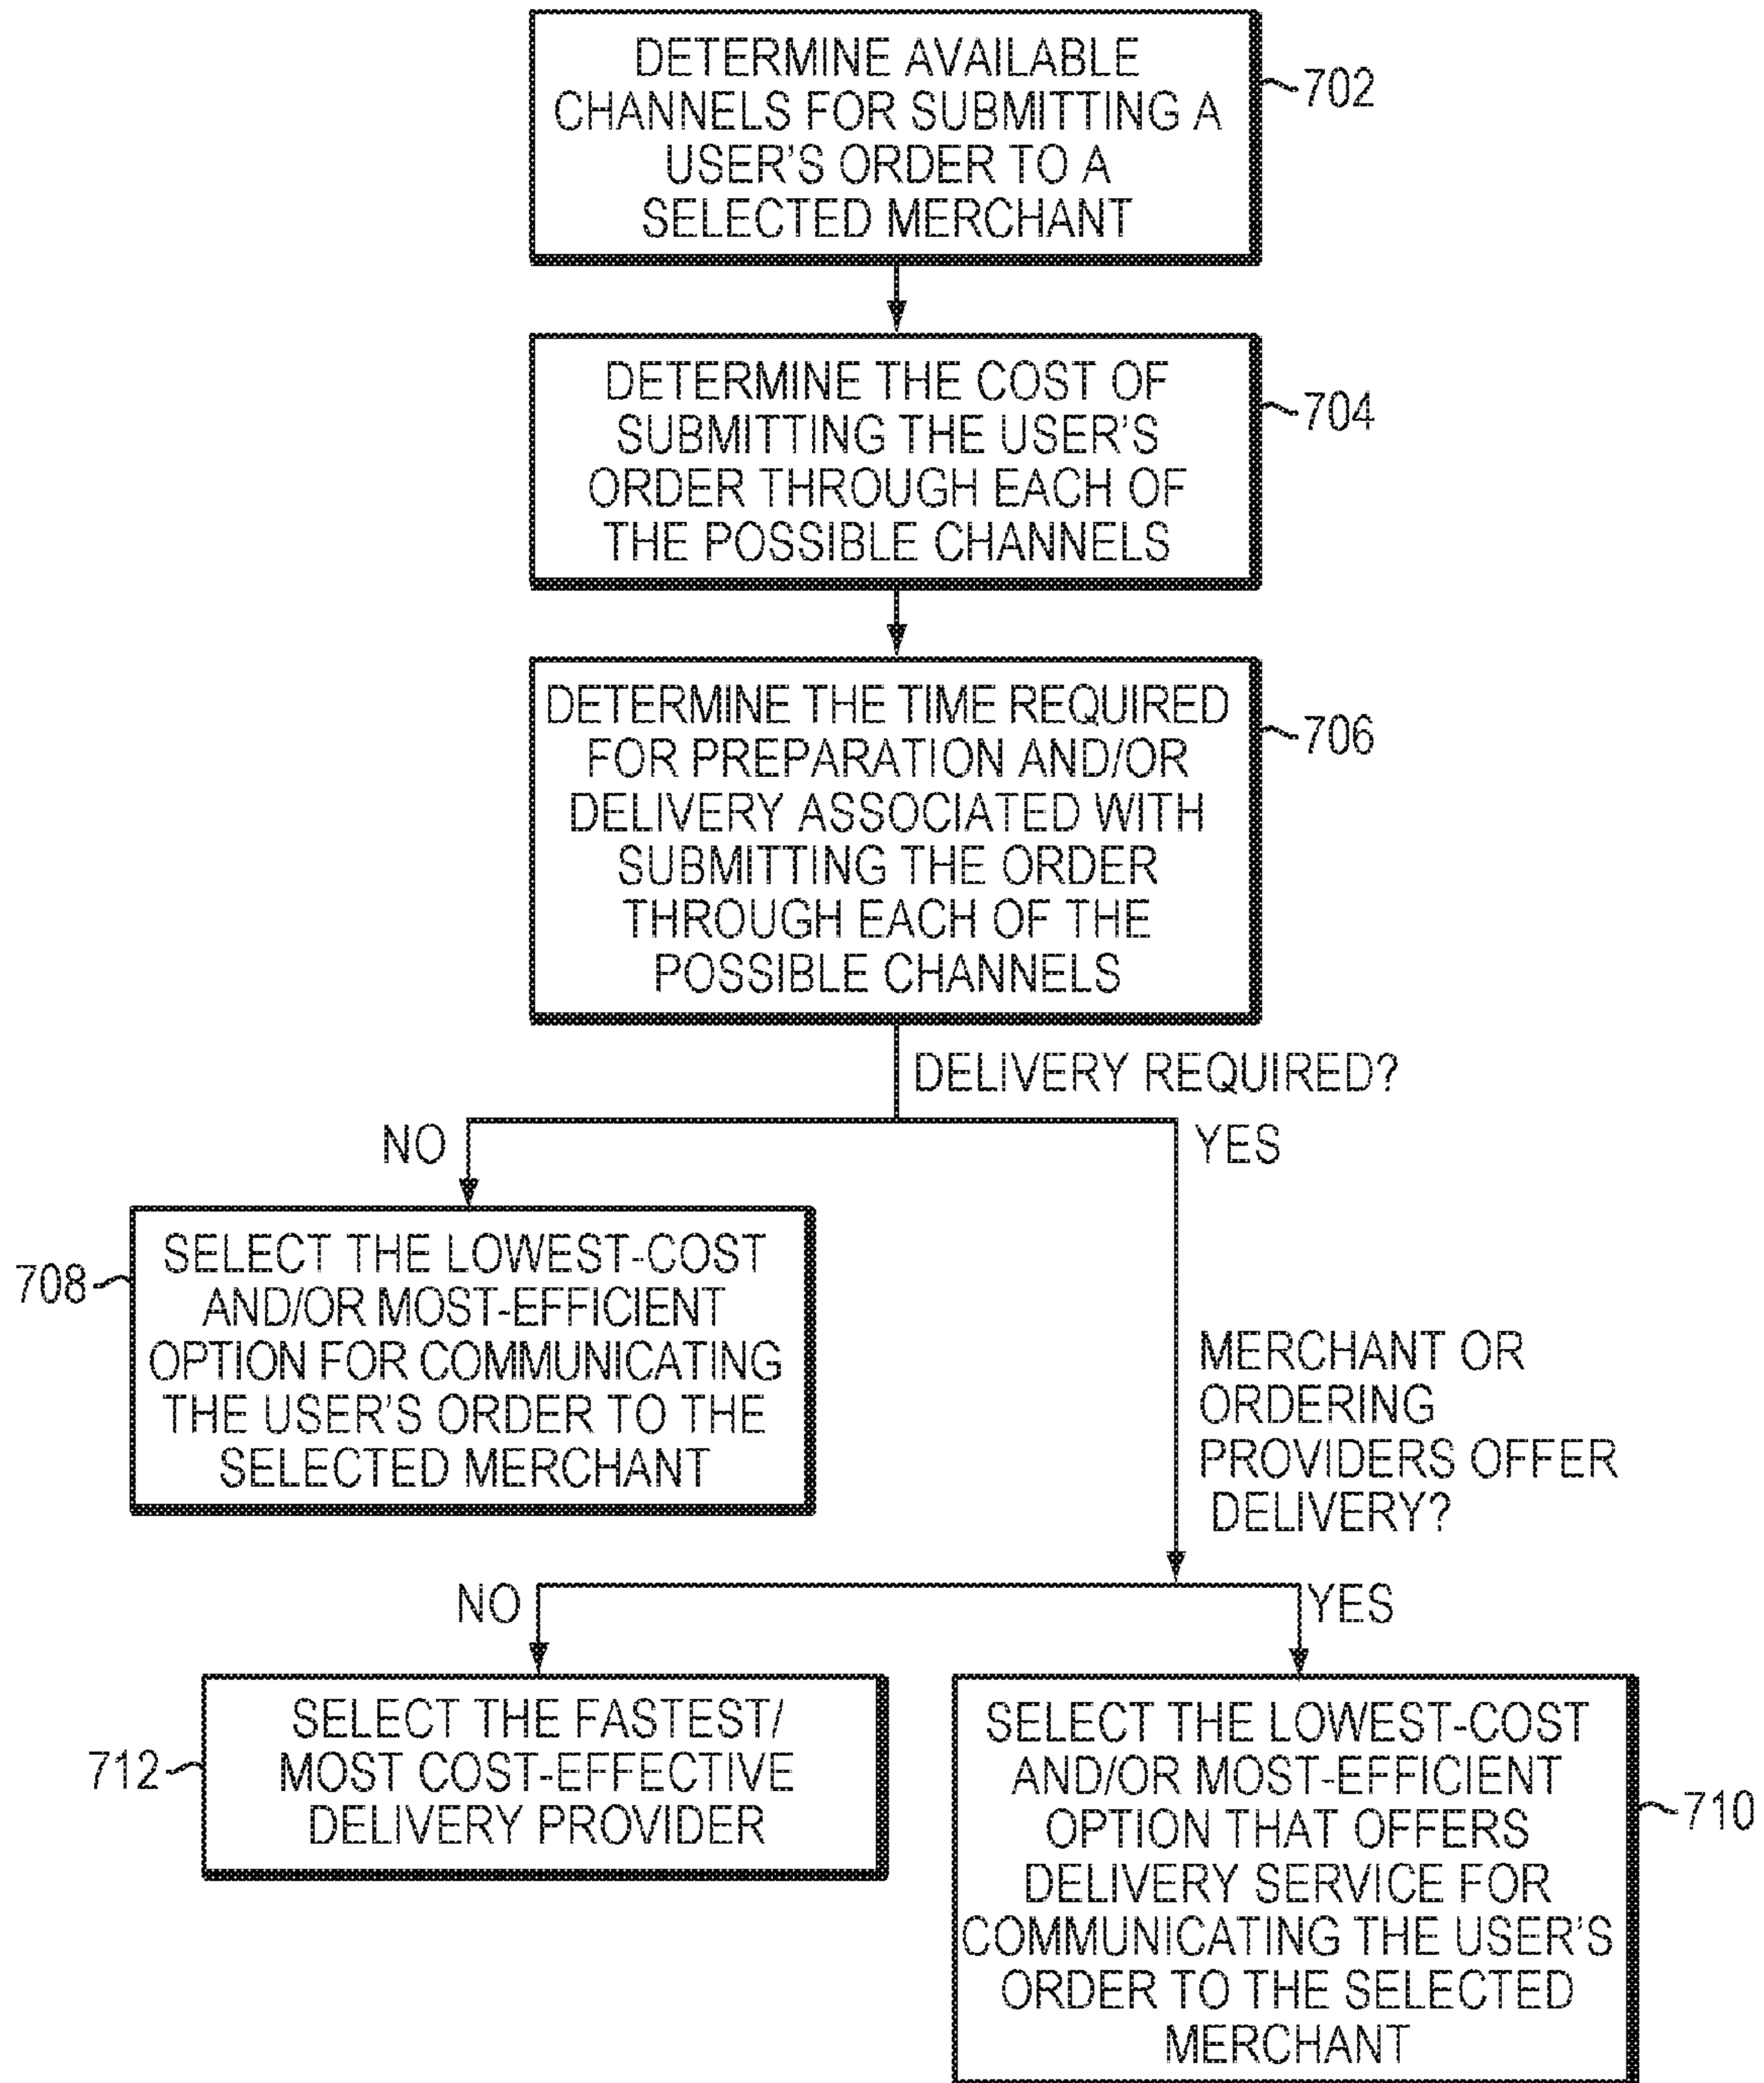 DETERMINE AVAILABLE
CHANNELS FOR SUBMITTING A
USER'S ORDER TO A
SELECTED MERCHANT
702
DETERMINE THE COST OF
SUBMITTING THE USER'S
ORDER THROUGH EACH OF
THE POSSIBLE CHANNELS
704
DETERMINE THE TIME REQUIRED
FOR PREPARATION AND/OR
DELIVERY ASSOCIATED WITH
SUBMITTING THE ORDER
THROUGH EACH OF THE
POSSIBLE CHANNELS
706
DELIVERY REQUIRED?
NO
YES
708
SELECT THE LOWEST-COST
AND/OR MOST-EFFICIENT
OPTION FOR COMMUNICATING
THE USER'S ORDER TO THE
SELECTED MERCHANT
MERCHANT OR
ORDERING
PROVIDERS OFFER
DELIVERY?
NO
YES
712
SELECT THE FASTEST/
MOST COST-EFFECTIVE
DELIVERY PROVIDER
SELECT THE LOWEST-COST
AND/OR MOST-EFFICIENT
OPTION THAT OFFERS
DELIVERY SERVICE FOR
COMMUNICATING THE USER'S
ORDER TO THE SELECTED
MERCHANT
710